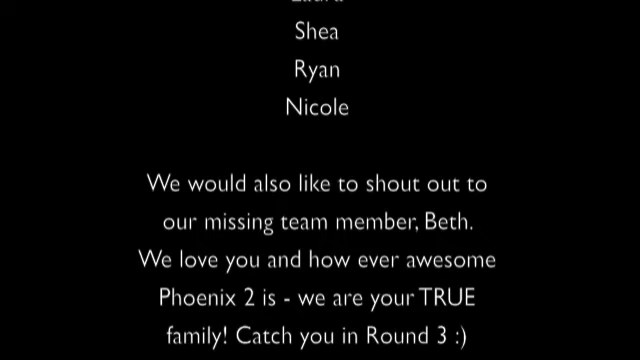 Shea
Ryan
Nicole
We would also like to shout out to
our missing team member, Beth.
We love you and how ever awesome
Phoenix 2 is - we are your TRUE
family! Catch you in Round 3 :)